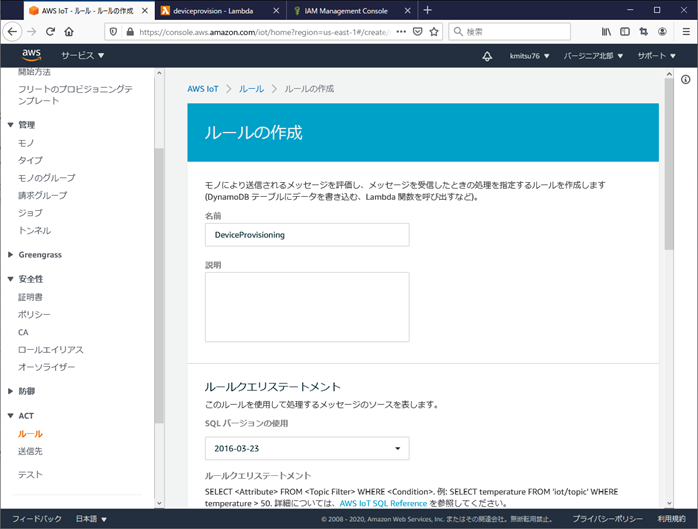 AWS IoT - ルール - ルールの作成
deviceprovision - Lambda
IAM Management Console
https://console.aws.amazon.com/iot/home?region=us-east-1#/create/
検索
aws
サービス
kmitsu76
バージニア北部
サポート
開始方法
フリートのプロビジョニングテ
ンプレート
管理
モノ
タイプ
モノのグループ
請求グループ
ジョブ
トンネル
Greengrass
安全性
証明書
ポリシー
CA
ロールエイリアス
オーソライザー
防御
ACT
ルール
送信先
テスト
AWS IoT > ルール > ルールの作成
ルールの作成
モノにより送信されるメッセージを評価し、メッセージを受信したときの処理を指定するルールを作成します
(DynamoDB テーブルにデータを書き込む、Lambda 関数を呼び出すなど)。
名前
DeviceProvisioning
説明
ルールクエリステートメント
このルールを使用して処理するメッセージのソースを表します。
SQL バージョンの使用
2016-03-23
ルールクエリステートメント
SELECT <Attribute> FROM <Topic Filter> WHERE <Condition>. 例: SELECT temperature FROM 'iot/topic' WHERE
temperature > 50. 詳細については、AWS IoT SQL Reference を参照してください。
フィードバック
日本語
© 2008 - 2020, Amazon Web Services, Inc. またはその関連会社。無断転用禁止。
プライバシーポリシー
利用規約